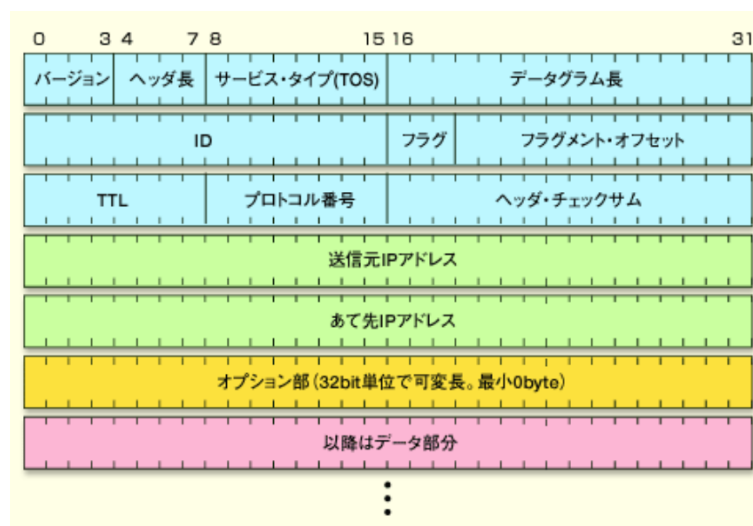 0 3 4 7 8 15 16 31
バージョン ヘッダ長 サービス・タイプ(TOS) データグラム長
ID フラグ フラグメント・オフセット
TTL プロトコル番号 ヘッダ・チェックサム
送信元IPアドレス
あて先IPアドレス
オプション部(32bit単位で可変長。最小0byte)
以降はデータ部分